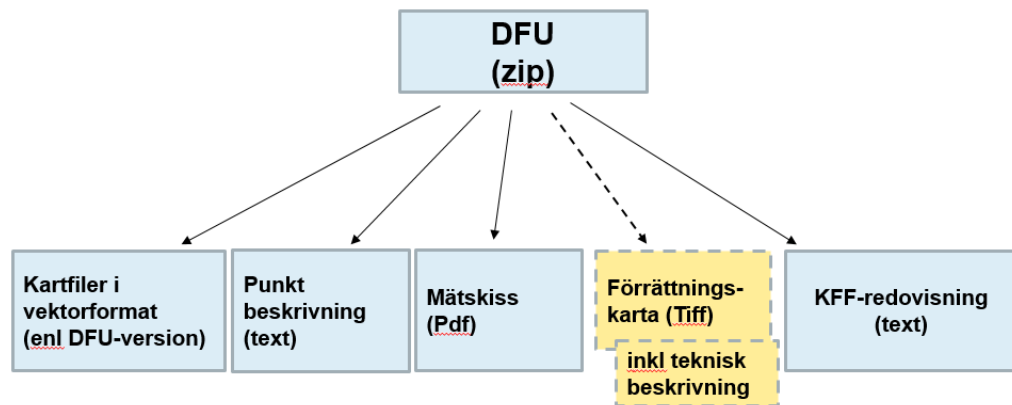 DFU
(zip)
Kartfiler i
vektorformat
(enl DFU-version)
Punkt
beskrivning
(text)
Mätskiss
(Pdf)
Förrättnings-
karta (Tiff)
inkl teknisk
beskrivning
KFF-redovisning
(text)